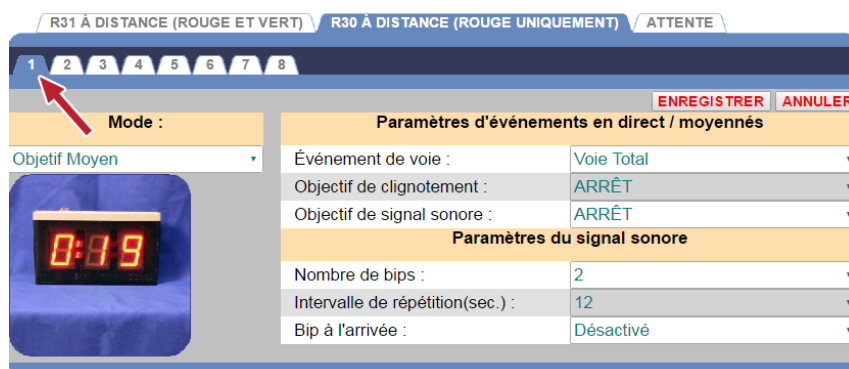 R31 À DISTANCE (ROUGE ET VERT) R30 À DISTANCE (ROUGE UNIQUEMENT) ATTENTE
1 2 3 4 5 6 7 8
ENREGISTRER ANNULER
Mode : Paramètres d'événements en direct / moyennés
Objetif Moyen Événement de voie : Voie Total
Objectif de clignotement : ARRÊT
Objectif de signal sonore : ARRÊT
Paramètres du signal sonore
0:19
Nombre de bips : 2
Intervalle de répétition(sec.) : 12
Bip à l'arrivée : Désactivé